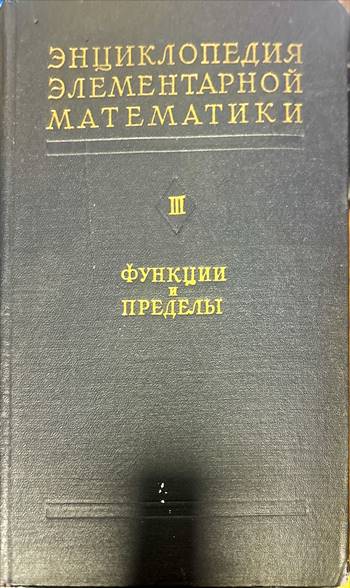 ЭНЦИКЛОПЕДИЯ
ЭЛЕМЕНТАРНОЙ
МАТЕМАТИКИ
III
ФУНКЦИИ
и
ПРЕДЕЛЫ